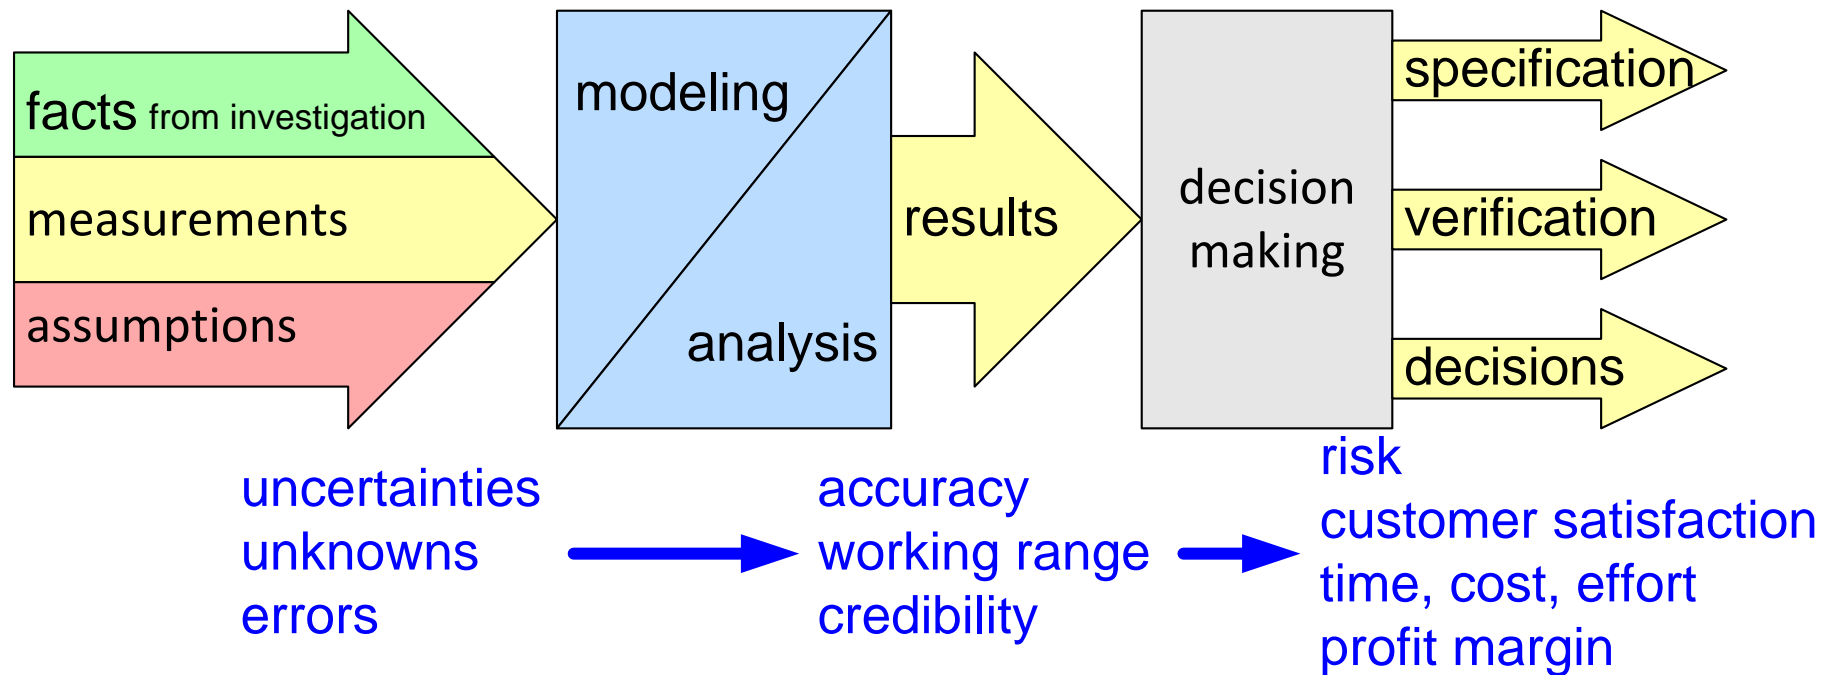 facts from investigation
measurements
assumptions
modeling
analysis
results
decision
making
specification
verification
decisions
uncertainties
unknowns
errors
accuracy
working range
credibility
risk
customer satisfaction
time, cost, effort
profit margin